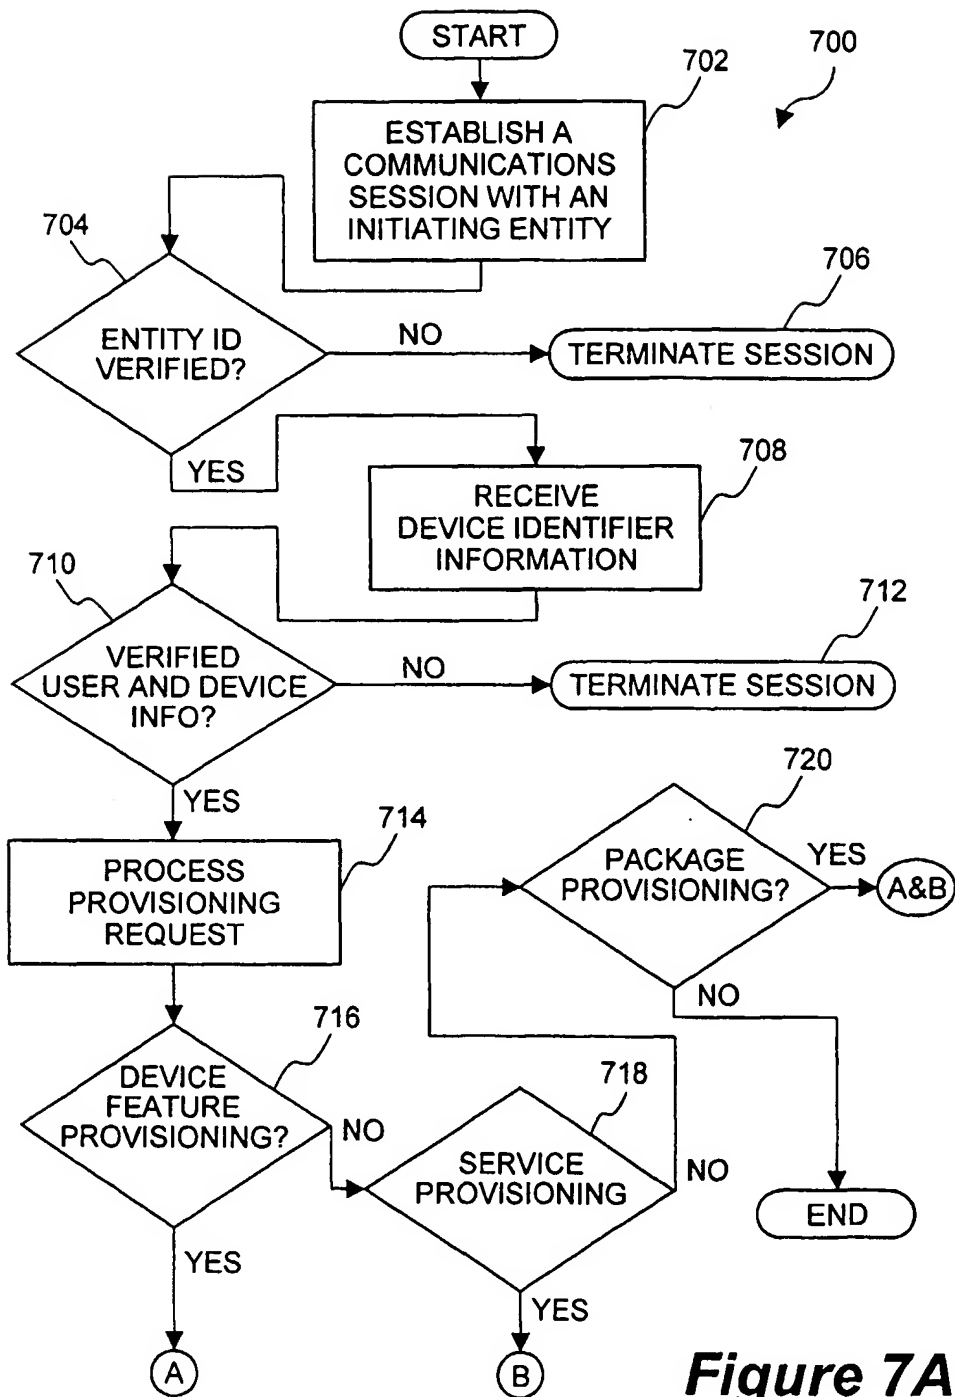 START
700
702
ESTABLISH A
COMMUNICATIONS
SESSION WITH AN
INITIATING ENTITY
704
706
ENTITY ID
VERIFIED?
NO
TERMINATE SESSION
YES
708
RECEIVE
DEVICE IDENTIFIER
INFORMATION
710
712
VERIFIED
USER AND DEVICE
INFO?
NO
TERMINATE SESSION
YES
714
PROCESS
PROVISIONING
REQUEST
720
PACKAGE
PROVISIONING?
YES
A&B
NO
716
DEVICE
FEATURE
PROVISIONING?
NO
718
SERVICE
PROVISIONING
NO
END
YES
YES
A
B
Figure 7A